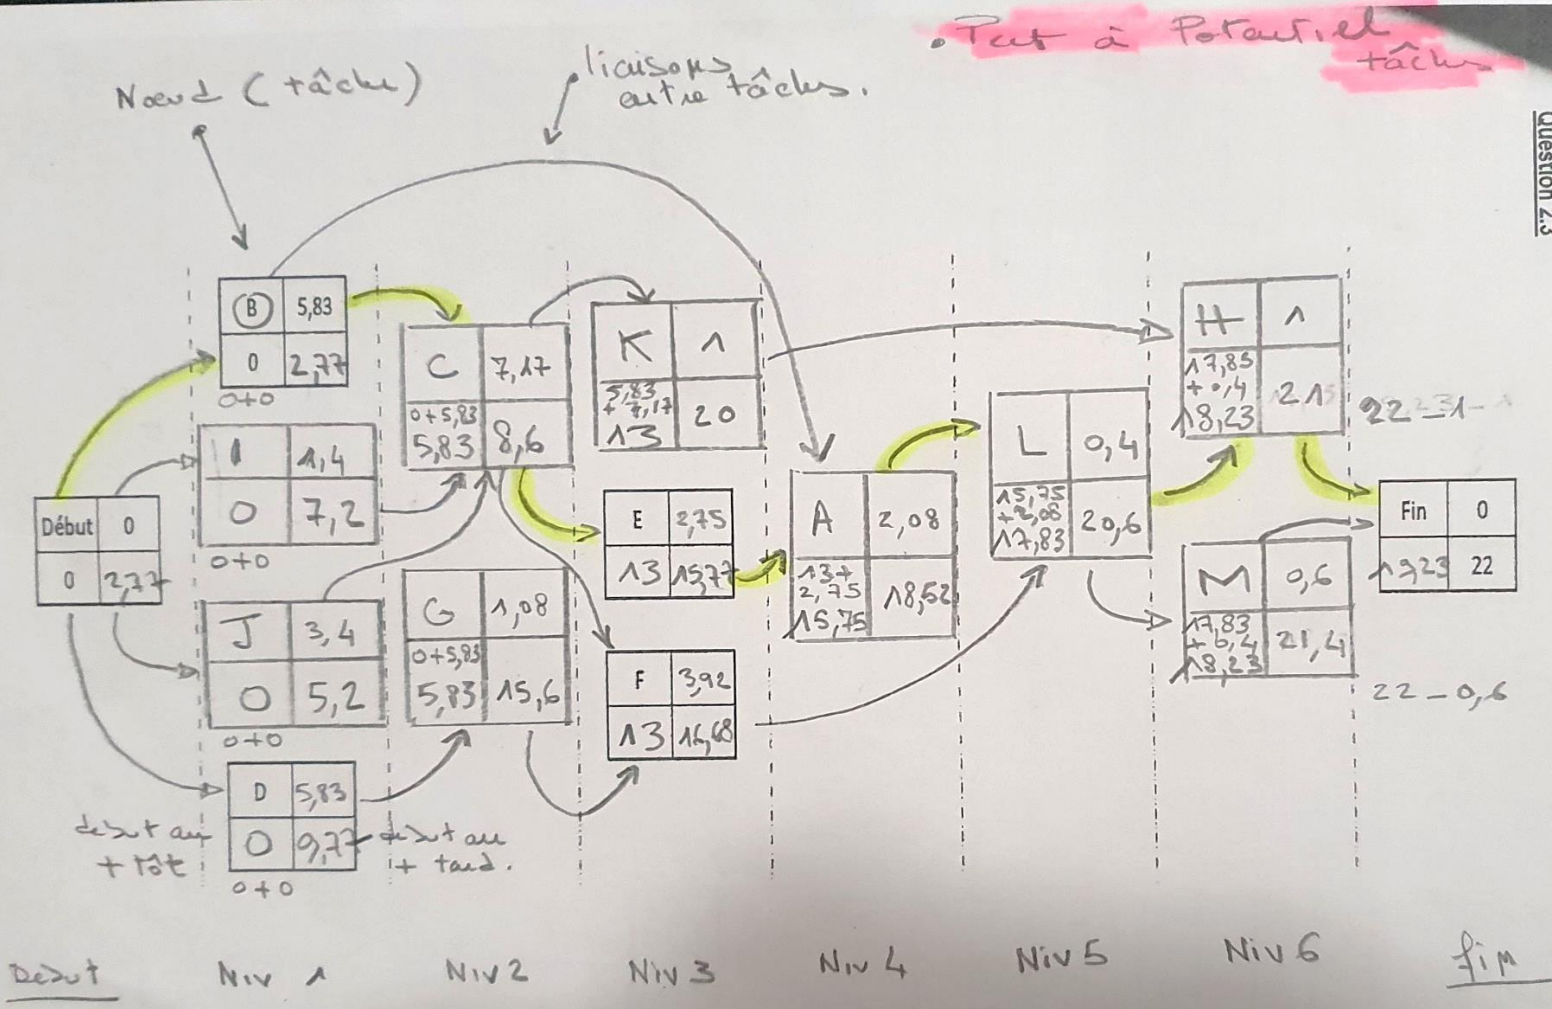 • Pert à Potentiel
tâches
Question 2.3
Nœud (tâche)
liaisons
entre tâches.
B 5,83
0 2,77
0+0
I 1,4
0 7,2
0+0
Début 0
0 2,77
J 3,4
0 5,2
0+0
D 5,83
0 9,77
0+0
début au
+ tôt
début au
+ tard.
C 7,17
0+5,83
5,83 8,6
G 1,08
0+5,83
5,83 15,6
K 1
5,83
+ 7,17
13 20
E 2,75
13 15,77
F 3,92
13 16,68
A 2,08
13+
2,75
15,75 18,52
L 0,4
15,75
+2,08
17,83 20,6
H 1
17,83
+ 0,4
18,23 21
22 - 1
M 0,6
17,83
+ 0,4
18,23 21,4
22 - 0,6
Fin 0
19,23 22
Début Niv 1 Niv 2 Niv 3 Niv 4 Niv 5 Niv 6 fin